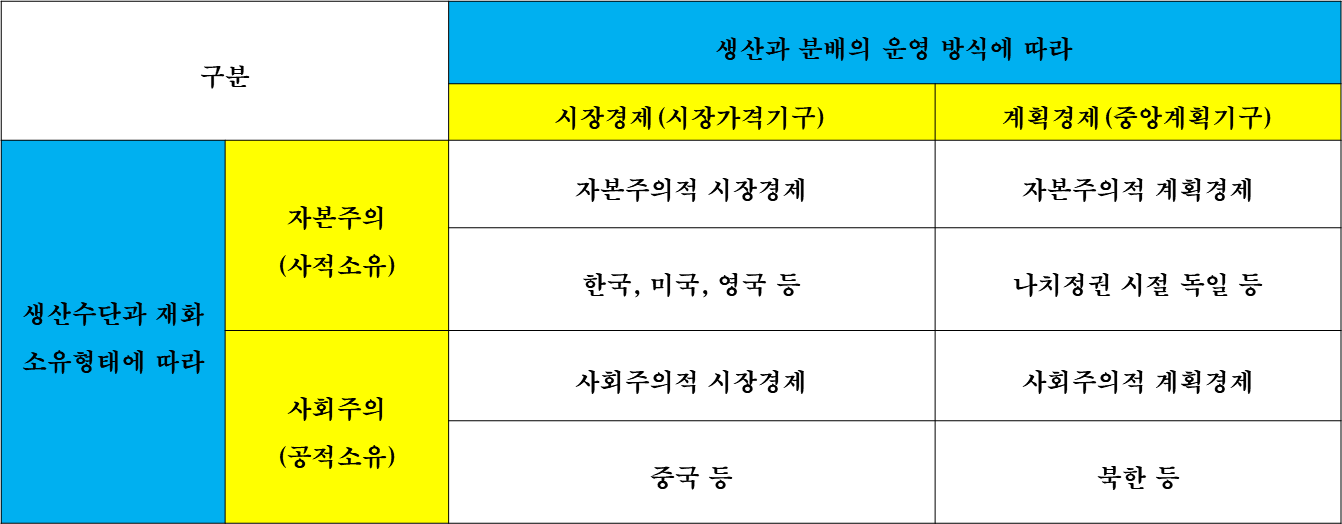 구분
생산과 분배의 운영 방식에 따라
시장경제(시장가격기구)
계획경제(중앙계획기구)
생산수단과 재화
소유형태에 따라
자본주의
(사적소유)
자본주의적 시장경제
자본주의적 계획경제
한국, 미국, 영국 등
나치정권 시절 독일 등
사회주의
(공적소유)
사회주의적 시장경제
사회주의적 계획경제
중국 등
북한 등